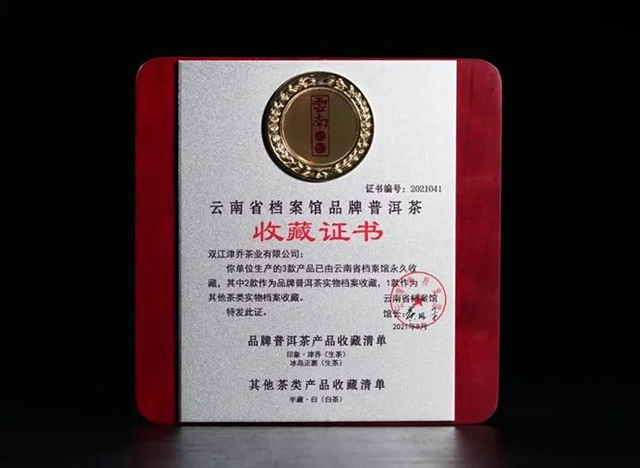 雲南
证书编号：2021041
云南省档案馆品牌普洱茶
收藏证书
双江津乔茶业有限公司：
你单位生产的3款产品已由云南省档案馆永久收
藏，其中2款作为品牌普洱茶实物档案收藏，1款作为
其他茶类实物档案收藏。
特发此证。
云南省档案馆
馆长：
2021年8月
品牌普洱茶产品收藏清单
印象·津乔（生茶）
冰岛正寨（生茶）
其他茶类产品收藏清单
半藏·白（白茶）